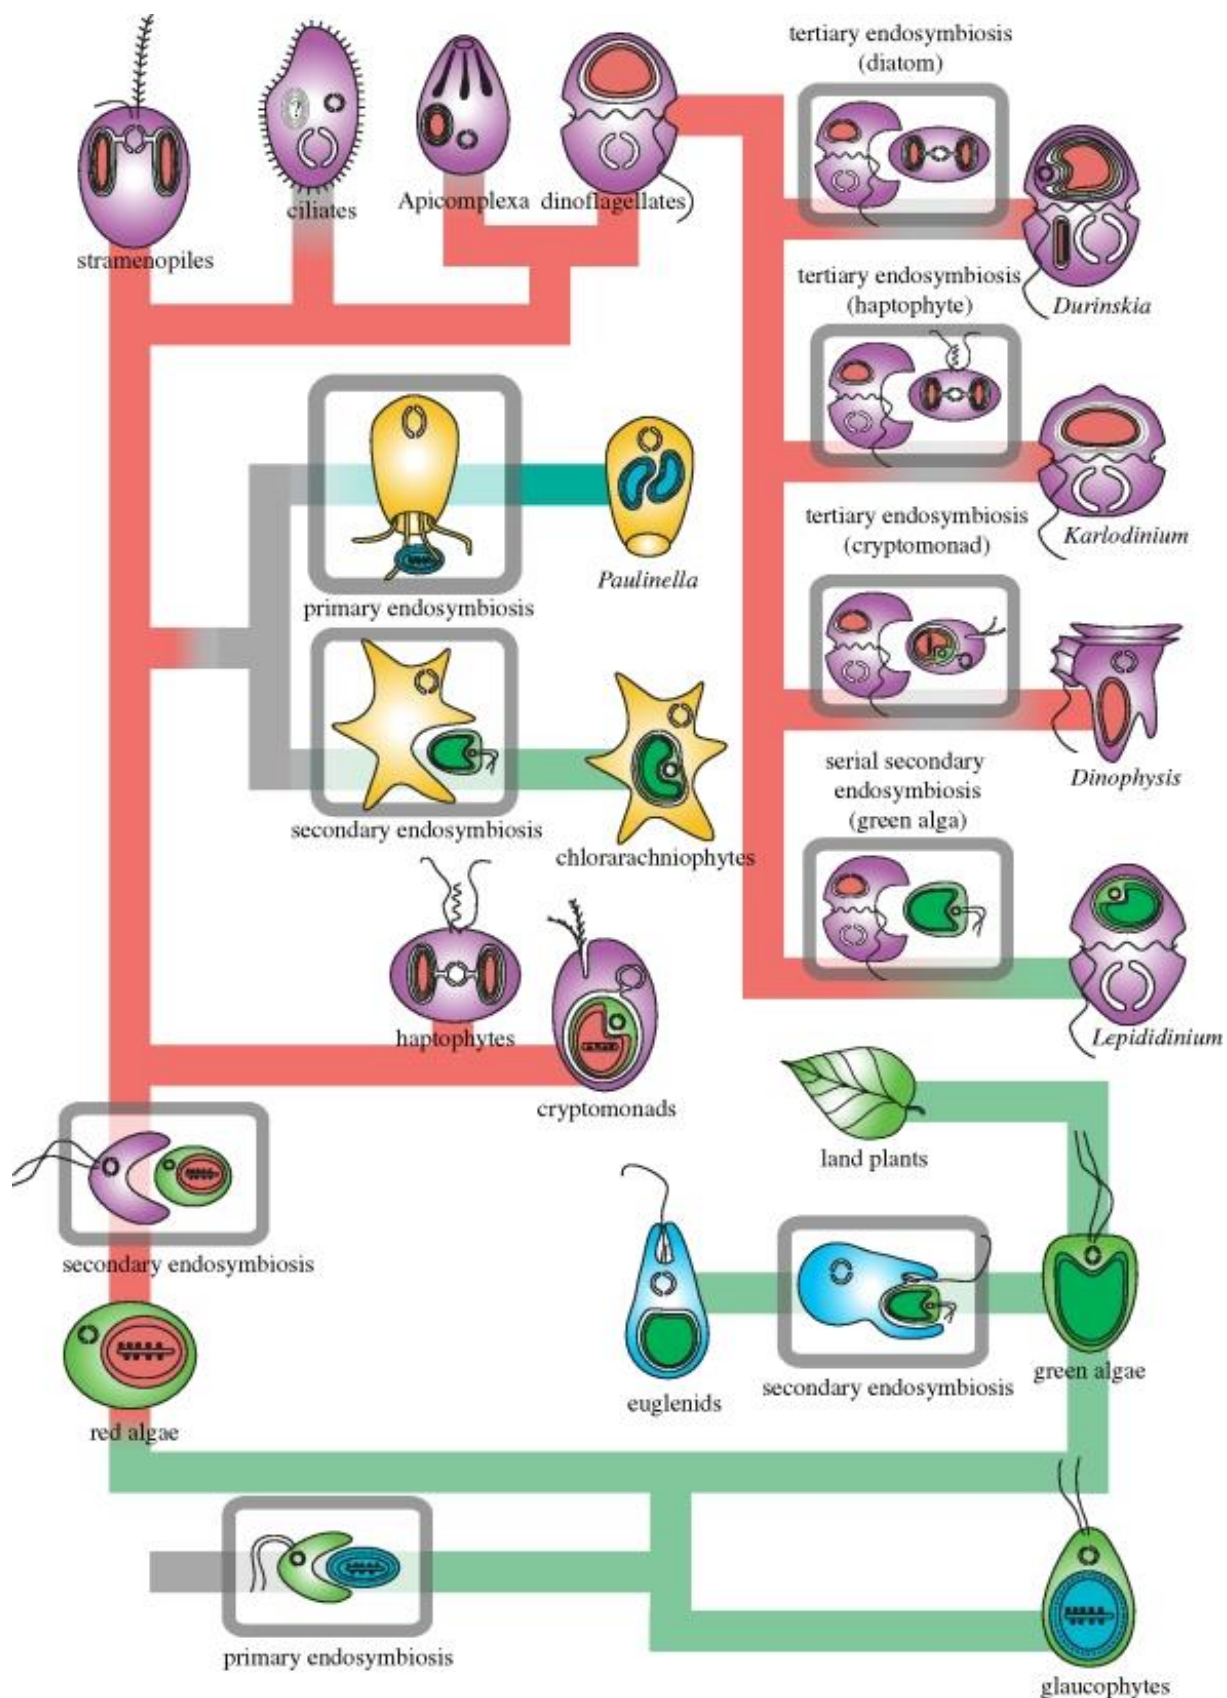 tertiary endosymbiosis
(diatom)
ciliates
Apicomplexa
dinoflagellates
stramenopiles
?
tertiary endosymbiosis
(haptophyte)
Durinskia
tertiary endosymbiosis
(cryptomonad)
Karlodinium
Paulinella
primary endosymbiosis
Dinophysis
serial secondary
endosymbiosis
(green alga)
secondary endosymbiosis
chlorarachniophytes
haptophytes
Lepididinium
cryptomonads
land plants
secondary endosymbiosis
green algae
secondary endosymbiosis
euglenids
red algae
primary endosymbiosis
glaucophytes